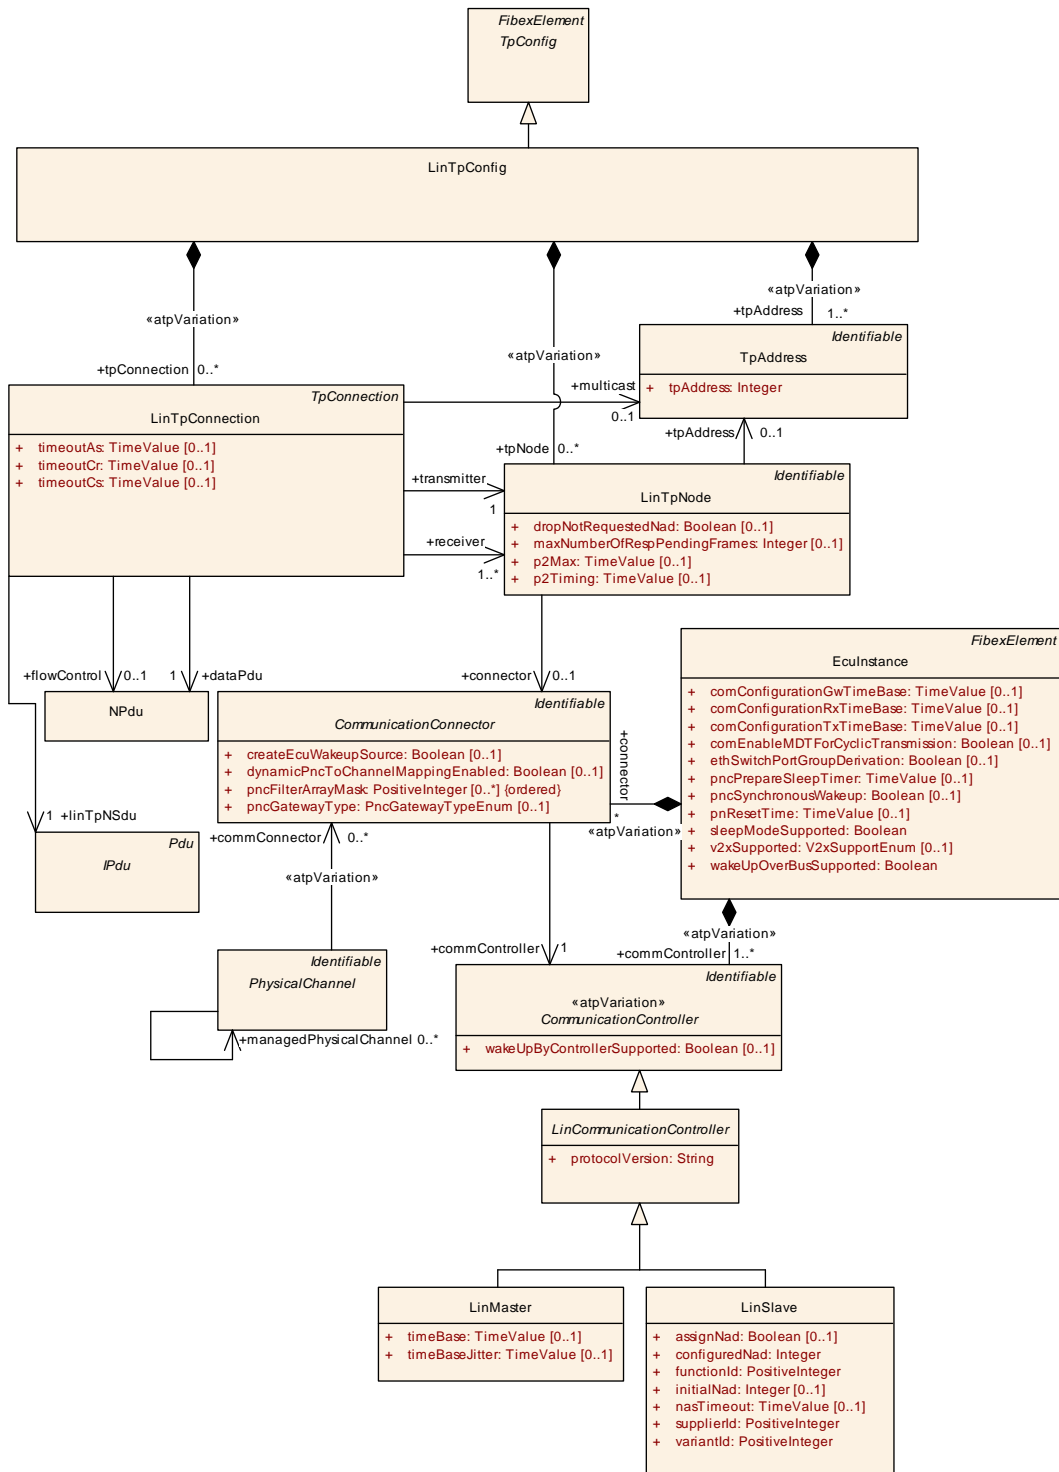 FibexElement
TpConfig
LinTpConfig
«atpVariation»
«atpVariation»
«atpVariation»
+tpAddress 1..*
+tpConnection 0..*
Identifiable
TpAddress
+ tpAddress: Integer
TpConnection
LinTpConnection
+ timeoutAs: TimeValue [0..1]
+ timeoutCr: TimeValue [0..1]
+ timeoutCs: TimeValue [0..1]
+multicast
0..1
+tpAddress 0..1
+tpNode 0..*
+transmitter
1
+receiver
1..*
Identifiable
LinTpNode
+ dropNotRequestedNad: Boolean [0..1]
+ maxNumberOfRespPendingFrames: Integer [0..1]
+ p2Max: TimeValue [0..1]
+ p2Timing: TimeValue [0..1]
+flowControl 0..1
1 +dataPdu
+connector 0..1
NPdu
Identifiable
CommunicationConnector
+ createEcuWakeupSource: Boolean [0..1]
+ dynamicPncToChannelMappingEnabled: Boolean [0..1]
+ pncFilterArrayMask: PositiveInteger [0..*] {ordered}
+ pncGatewayType: PncGatewayTypeEnum [0..1]
+connector
*
«atpVariation»
FibexElement
EcuInstance
+ comConfigurationGwTimeBase: TimeValue [0..1]
+ comConfigurationRxTimeBase: TimeValue [0..1]
+ comConfigurationTxTimeBase: TimeValue [0..1]
+ comEnableMDTForCyclicTransmission: Boolean [0..1]
+ ethSwitchPortGroupDerivation: Boolean [0..1]
+ pncPrepareSleepTimer: TimeValue [0..1]
+ pncSynchronousWakeup: Boolean [0..1]
+ pnResetTime: TimeValue [0..1]
+ sleepModeSupported: Boolean
+ v2xSupported: V2xSupportEnum [0..1]
+ wakeUpOverBusSupported: Boolean
1 +linTpNSdu
Pdu
IPdu
+commConnector 0..*
«atpVariation»
Identifiable
PhysicalChannel
+managedPhysicalChannel 0..*
+commController 1
«atpVariation»
+commController 1..*
Identifiable
«atpVariation»
CommunicationController
+ wakeUpByControllerSupported: Boolean [0..1]
LinCommunicationController
+ protocolVersion: String
LinMaster
+ timeBase: TimeValue [0..1]
+ timeBaseJitter: TimeValue [0..1]
LinSlave
+ assignNad: Boolean [0..1]
+ configuredNad: Integer
+ functionId: PositiveInteger
+ initialNad: Integer [0..1]
+ nasTimeout: TimeValue [0..1]
+ supplierId: PositiveInteger
+ variantId: PositiveInteger